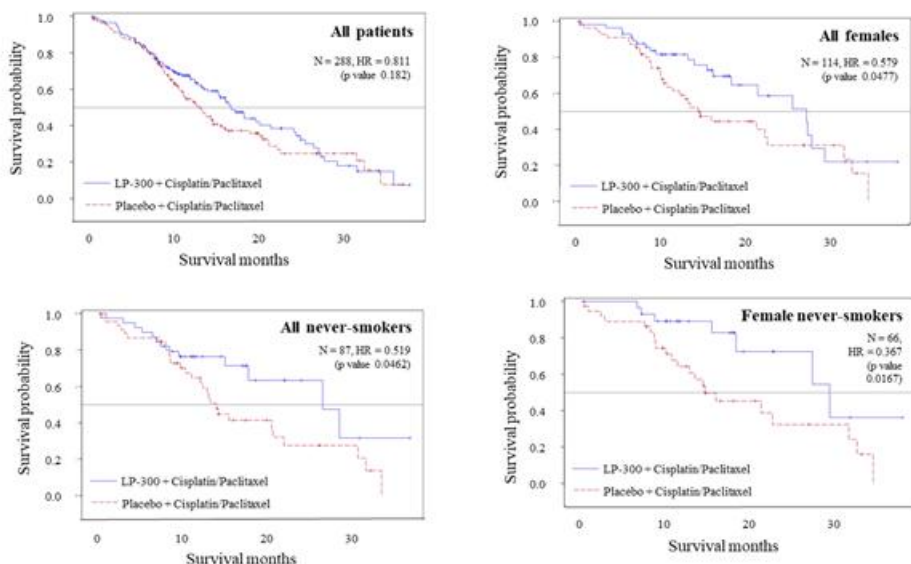 All patients
N = 288, HR = 0.811
(p value 0.182)
Survival probability
1.0
0.8
0.6
0.4
0.2
0.0
LP-300 + Cisplatin/Paclitaxel
Placebo + Cisplatin/Paclitaxel
0 10 20 30
Survival months
All females
N = 114, HR = 0.579
(p value 0.0477)
Survival probability
1.0
0.8
0.6
0.4
0.2
0.0
LP-300 + Cisplatin/Paclitaxel
Placebo + Cisplatin/Paclitaxel
0 10 20 30
Survival months
All never-smokers
N = 87, HR = 0.519
(p value 0.0462)
Survival probability
1.0
0.8
0.6
0.4
0.2
0.0
LP-300 + Cisplatin/Paclitaxel
Placebo + Cisplatin/Paclitaxel
0 10 20 30
Survival months
Female never-smokers
N = 66,
HR = 0.367
(p value
0.0167)
Survival probability
1.0
0.8
0.6
0.4
0.2
0.0
LP-300 + Cisplatin/Paclitaxel
Placebo + Cisplatin/Paclitaxel
0 10 20 30
Survival months